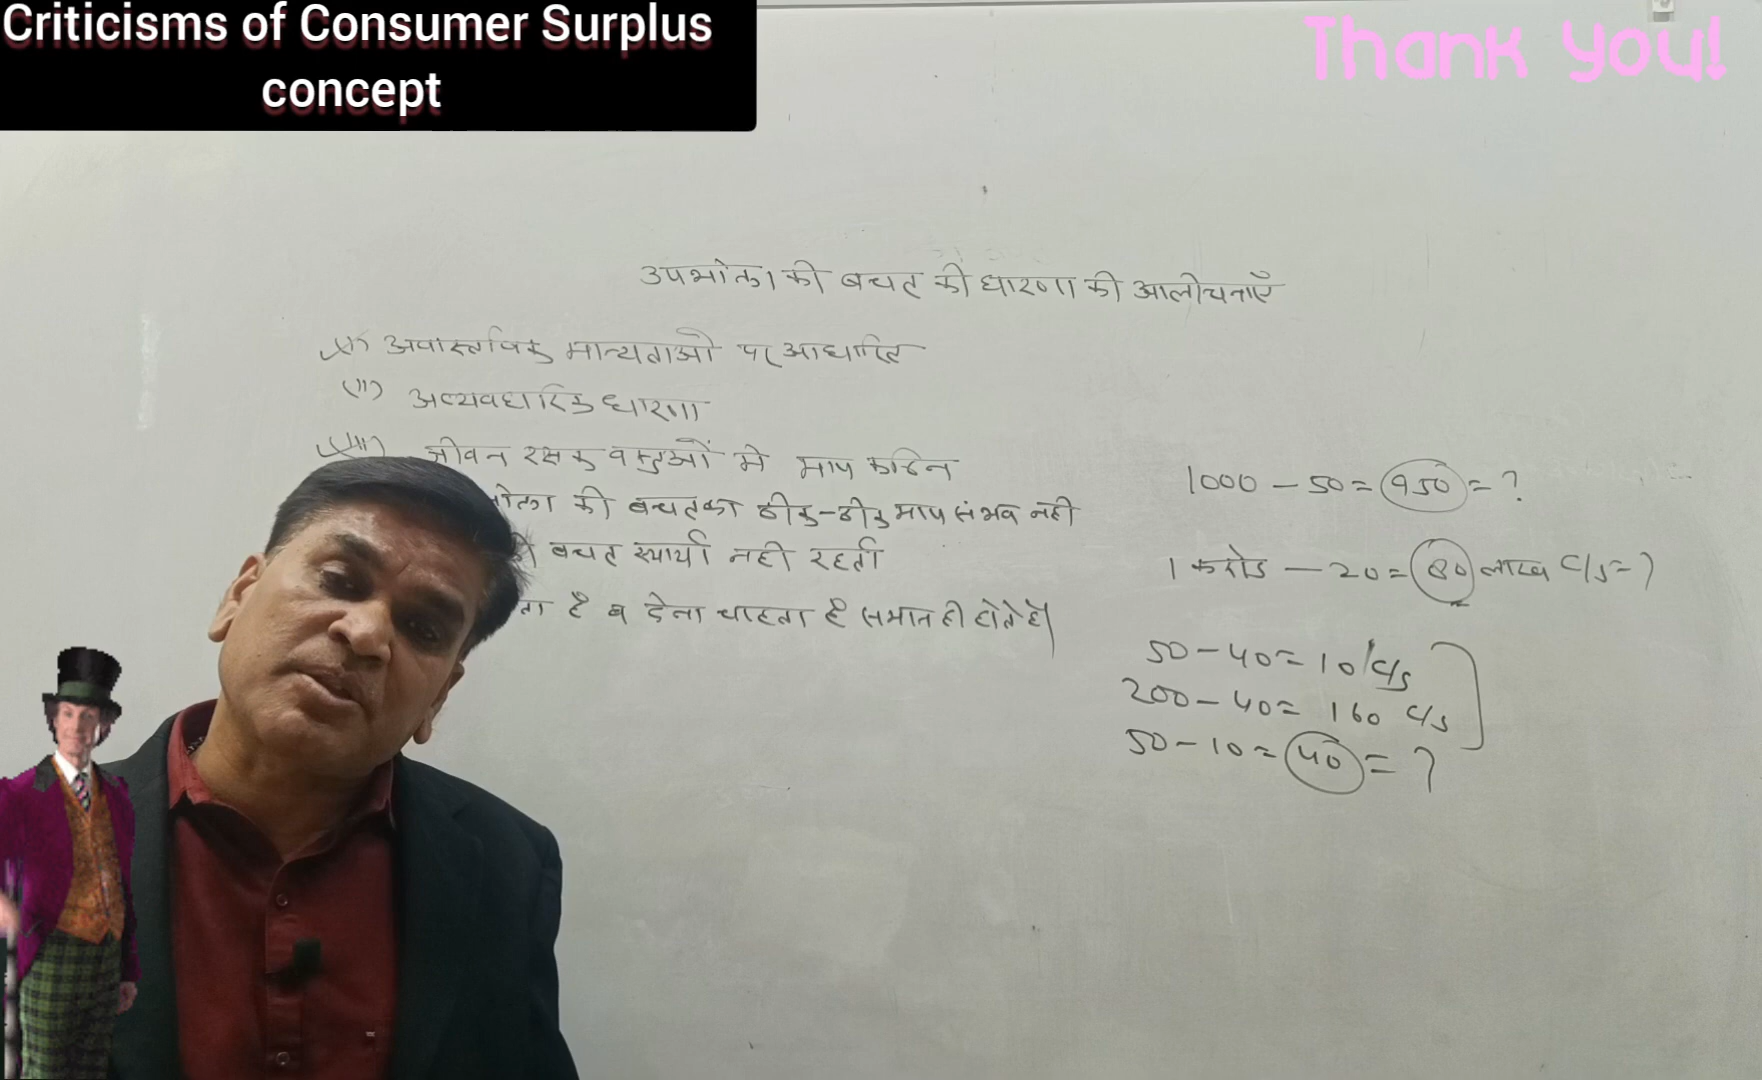 Criticisms of Consumer Surplus
concept
Thank You!
उपभोक्ता की बचत की धारणा की आलोचनाएँ
अवास्तविक मान्यताओं पर आधारित
(ii) अव्यवहारिक धारणा
(iii) जीवन रक्षक वस्तुओं में माप कठिन
की बचत का ठीक-ठीक माप संभव नही
बचत स्थायी नही रहती
है व देना चाहता है समान ही होते हैं
1000 - 50 = 950 = ?
1 करोड - 20 = 80 लाख C/S = ?
50 - 40 = 10 C/S
200 - 40 = 160 C/S
50 - 10 = 40 = ?